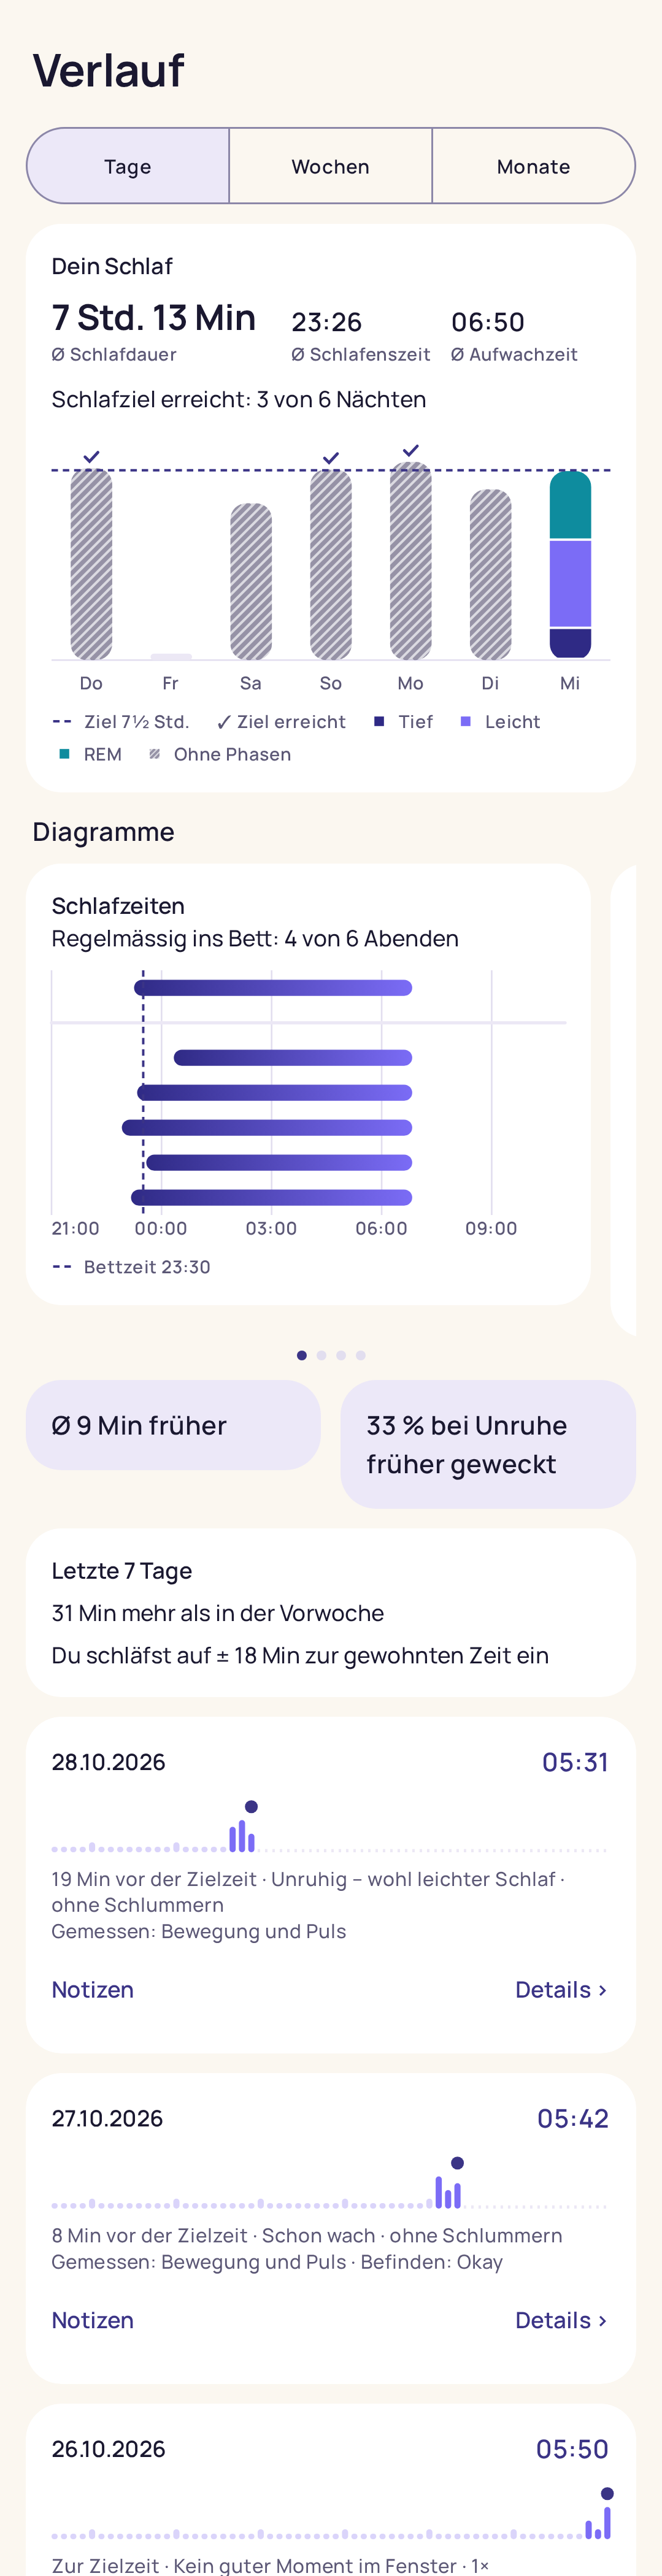 Verlauf
Tage Wochen Monate
Dein Schlaf
7 Std. 13 Min 23:26 06:50
Ø Schlafdauer Ø Schlafenszeit Ø Aufwachzeit
Schlafziel erreicht: 3 von 6 Nächten
Do Fr Sa So Mo Di Mi
Ziel 7½ Std. ✓ Ziel erreicht Tief Leicht
REM Ohne Phasen
Diagramme
Schlafzeiten
Regelmässig ins Bett: 4 von 6 Abenden
21:00 00:00 03:00 06:00 09:00
Bettzeit 23:30
Ø 9 Min früher
33 % bei Unruhe
früher geweckt
Letzte 7 Tage
31 Min mehr als in der Vorwoche
Du schläfst auf ± 18 Min zur gewohnten Zeit ein
28.10.2026 05:31
19 Min vor der Zielzeit · Unruhig – wohl leichter Schlaf ·
ohne Schlummern
Gemessen: Bewegung und Puls
Notizen Details ›
27.10.2026 05:42
8 Min vor der Zielzeit · Schon wach · ohne Schlummern
Gemessen: Bewegung und Puls · Befinden: Okay
Notizen Details ›
26.10.2026 05:50
Zur Zielzeit · Kein guter Moment im Fenster · 1×